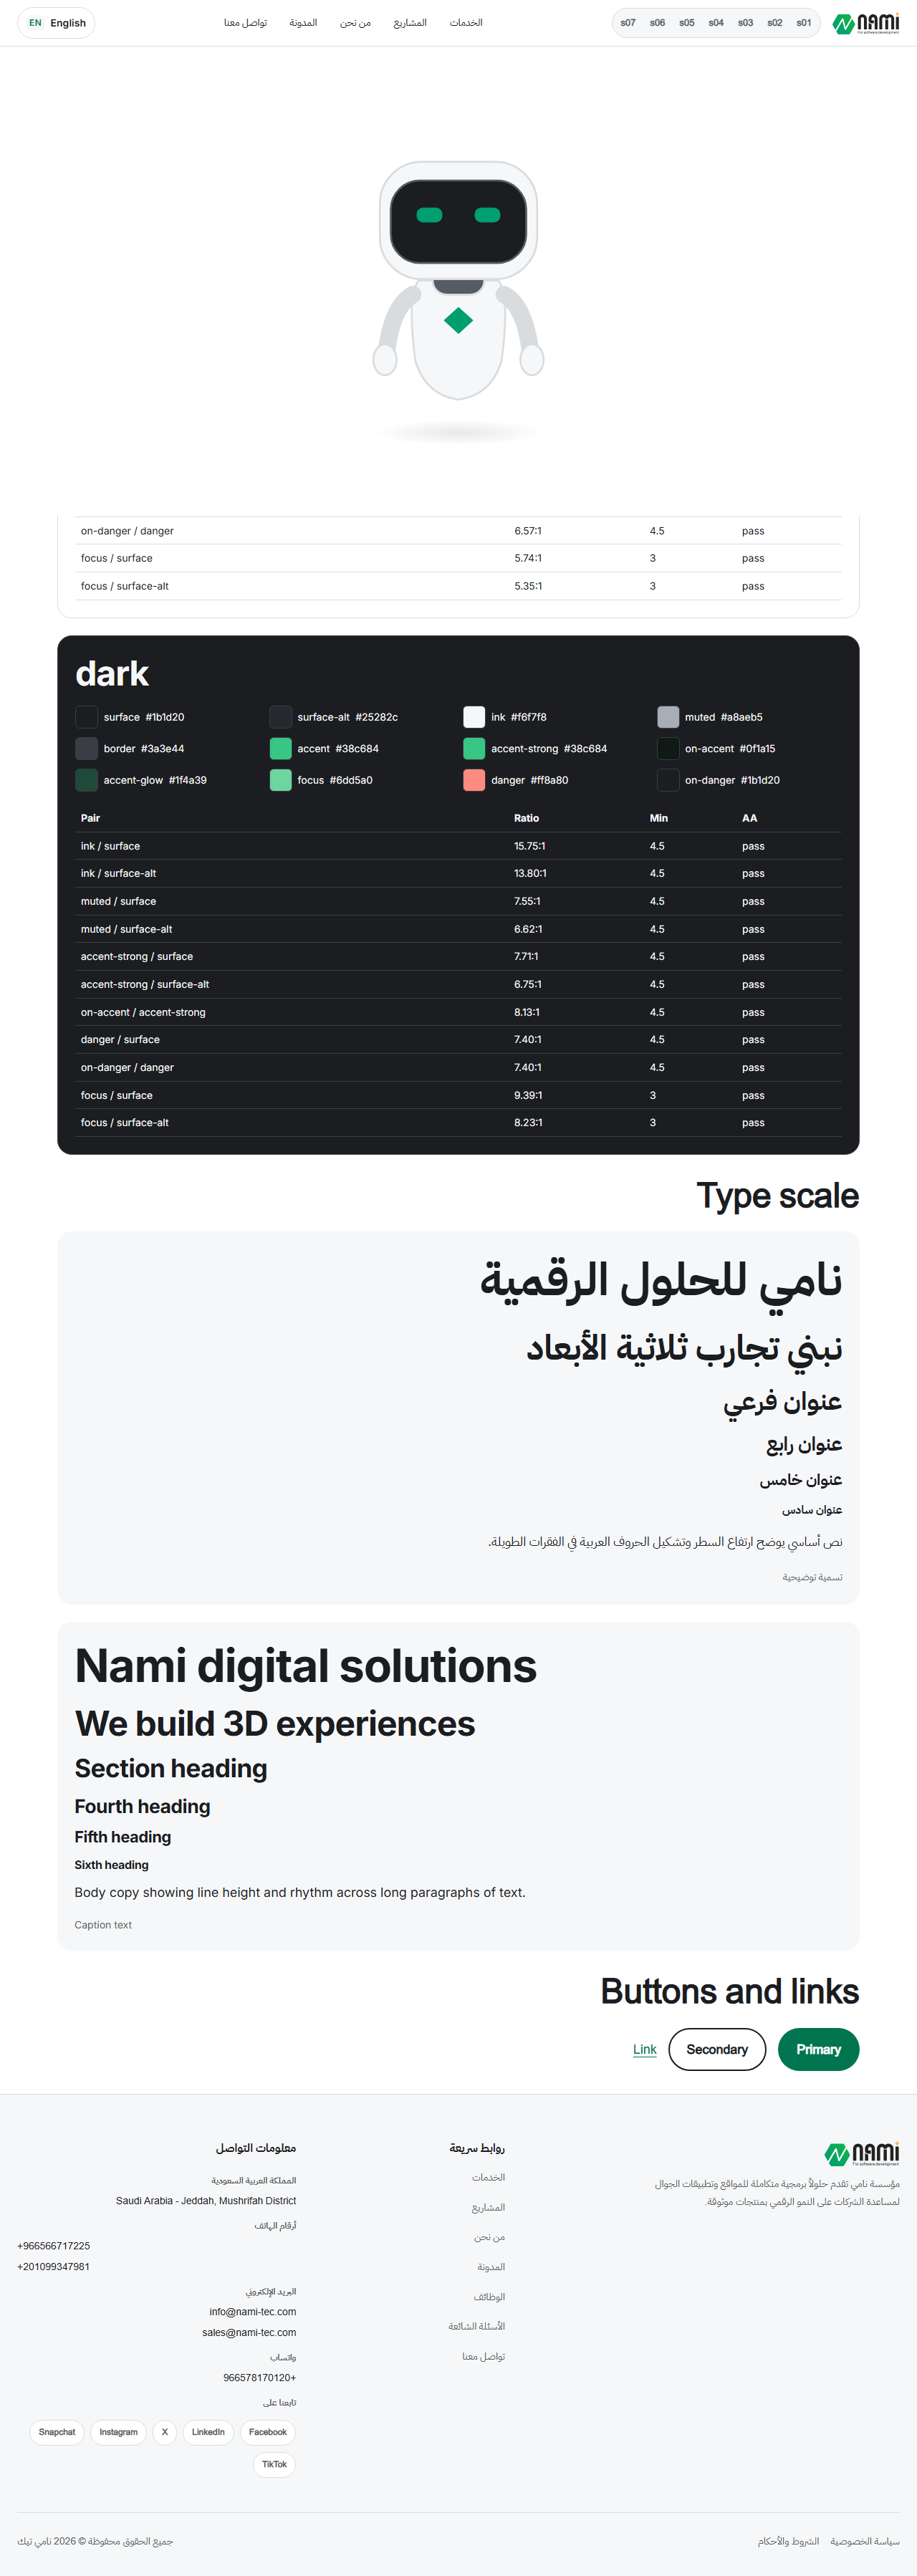 nami
For software development
s01 s02 s03 s04 s05 s06 s07
الخدمات المشاريع من نحن المدونة تواصل معنا
EN English
on-danger / danger 6.57:1 4.5 pass
focus / surface 5.74:1 3 pass
focus / surface-alt 5.35:1 3 pass
dark
surface #1b1d20 surface-alt #25282c ink #f6f7f8 muted #a8aeb5
border #3a3e44 accent #38c684 accent-strong #38c684 on-accent #0f1a15
accent-glow #1f4a39 focus #6dd5a0 danger #ff8a80 on-danger #1b1d20
Pair Ratio Min AA
ink / surface 15.75:1 4.5 pass
ink / surface-alt 13.80:1 4.5 pass
muted / surface 7.55:1 4.5 pass
muted / surface-alt 6.62:1 4.5 pass
accent-strong / surface 7.71:1 4.5 pass
accent-strong / surface-alt 6.75:1 4.5 pass
on-accent / accent-strong 8.13:1 4.5 pass
danger / surface 7.40:1 4.5 pass
on-danger / danger 7.40:1 4.5 pass
focus / surface 9.39:1 3 pass
focus / surface-alt 8.23:1 3 pass
Type scale
نامي للحلول الرقمية
نبني تجارب ثلاثية الأبعاد
عنوان فرعي
عنوان رابع
عنوان خامس
عنوان سادس
نص أساسي يوضح ارتفاع السطر وتشكيل الحروف العربية في الفقرات الطويلة.
تسمية توضيحية
Nami digital solutions
We build 3D experiences
Section heading
Fourth heading
Fifth heading
Sixth heading
Body copy showing line height and rhythm across long paragraphs of text.
Caption text
Buttons and links
Primary Secondary Link
nami
For software development
مؤسسة نامي تقدم حلولاً برمجية متكاملة للمواقع وتطبيقات الجوال
لمساعدة الشركات على النمو الرقمي بمنتجات موثوقة.
روابط سريعة
الخدمات
المشاريع
من نحن
المدونة
الوظائف
الأسئلة الشائعة
تواصل معنا
معلومات التواصل
المملكة العربية السعودية
Saudi Arabia - Jeddah, Mushrifah District
أرقام الهاتف
+966566717225
+201099347981
البريد الإلكتروني
info@nami-tec.com
sales@nami-tec.com
واتساب
966578170120+
تابعنا على
Facebook LinkedIn X Instagram Snapchat
TikTok
سياسة الخصوصية الشروط والأحكام
جميع الحقوق محفوظة © 2026 نامي تيك